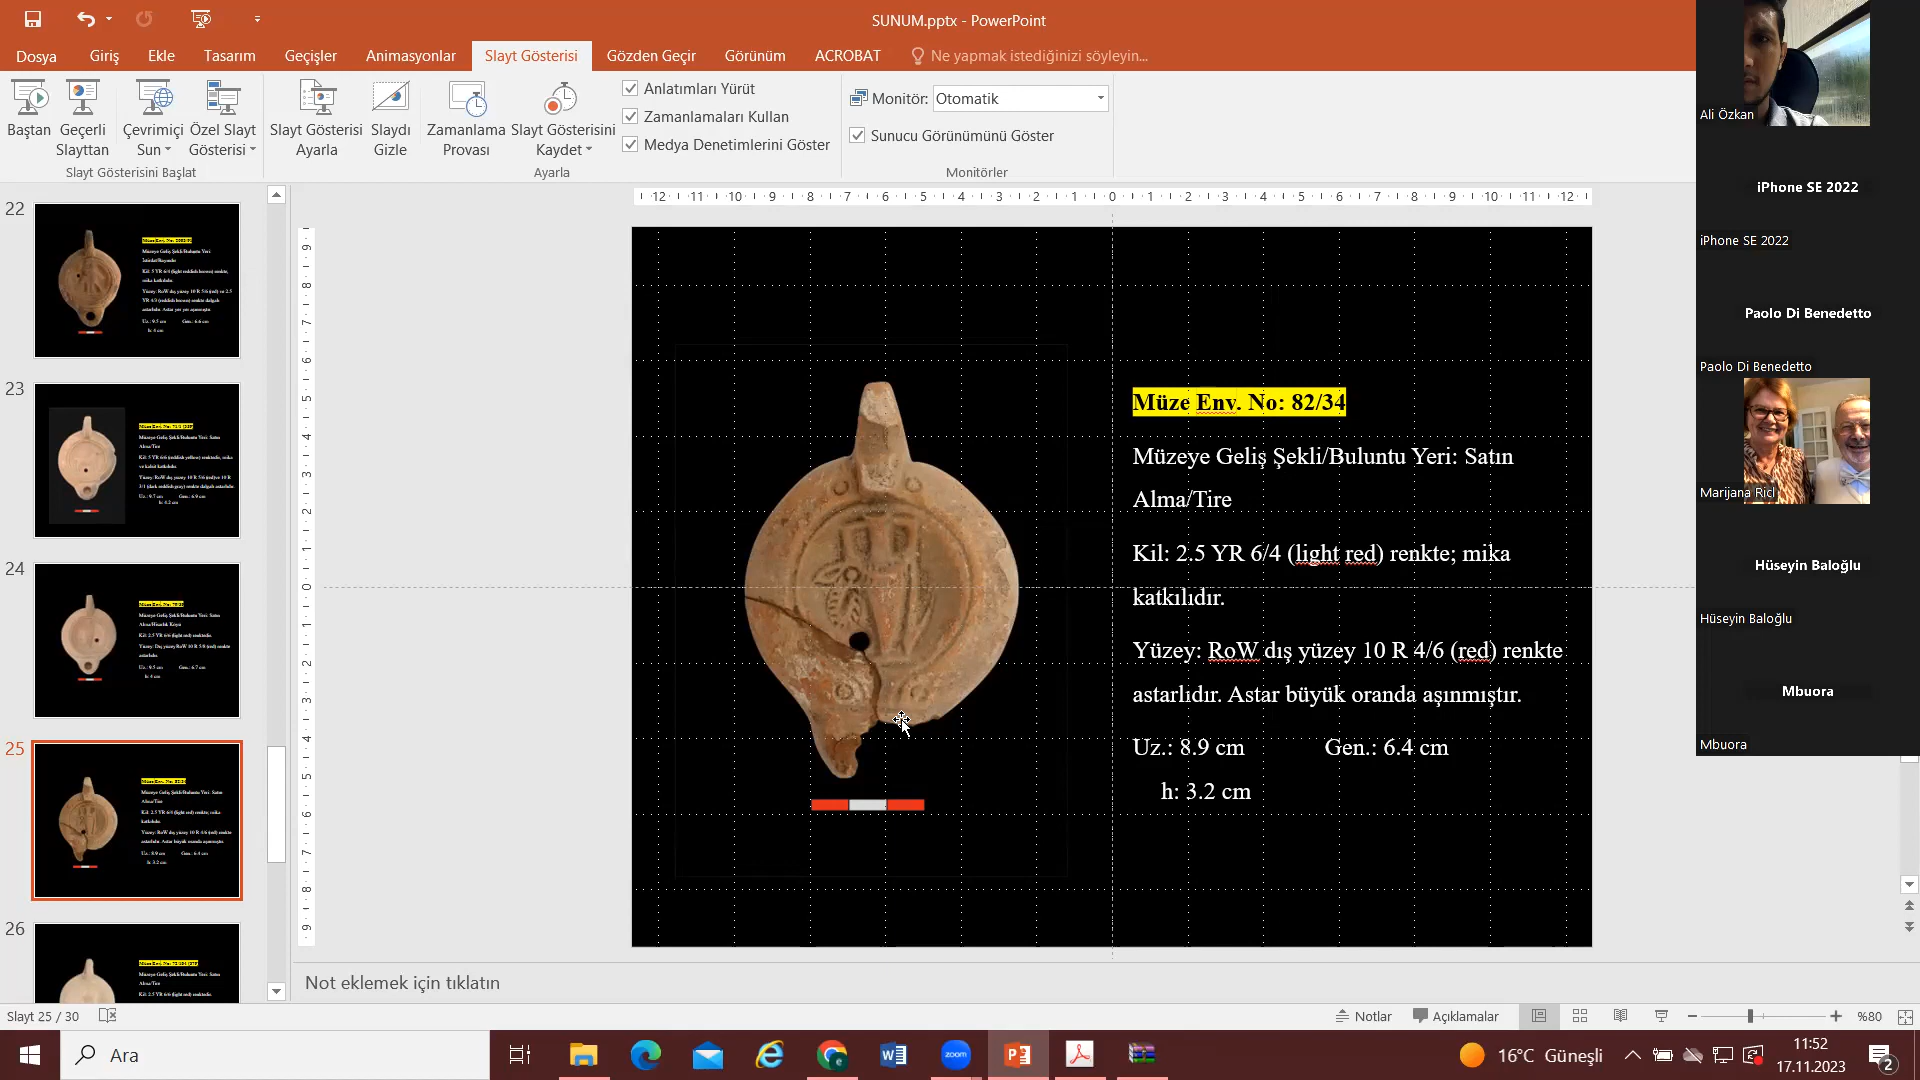 SUNUM.pptx - PowerPoint
Dosya Giriş Ekle Tasarım Geçişler Animasyonlar Slayt Gösterisi Gözden Geçir Görünüm ACROBAT Ne yapmak istediğinizi söyleyin...
Baştan
Geçerli Slayttan
Çevrimiçi Sun
Özel Slayt Gösterisi
Slayt Gösterisini Başlat
Slayt Gösterisi Ayarla
Slaydı Gizle
Zamanlama Provası
Slayt Gösterisini Kaydet
Anlatımları Yürüt
Zamanlamaları Kullan
Medya Denetimlerini Göster
Ayarla
Monitör: Otomatik
Sunucu Görünümünü Göster
Monitörler
22
23
24
25
26
Müze Env. No: 82/34
Müzeye Geliş Şekli/Buluntu Yeri: Satın
Alma/Tire
Kil: 2.5 YR 6/4 (light red) renkte; mika
katkılıdır.
Yüzey: RoW dış yüzey 10 R 4/6 (red) renkte
astarlıdır. Astar büyük oranda aşınmıştır.
Uz.: 8.9 cm Gen.: 6.4 cm
h: 3.2 cm
Ali Özkan
iPhone SE 2022
iPhone SE 2022
Paolo Di Benedetto
Paolo Di Benedetto
Marijana Ricl
Hüseyin Baloğlu
Hüseyin Baloğlu
Mbuora
Mbuora
Not eklemek için tıklatın
Slayt 25 / 30
Notlar Açıklamalar %80
Ara
zoom
16°C Güneşli
11:52
17.11.2023
2